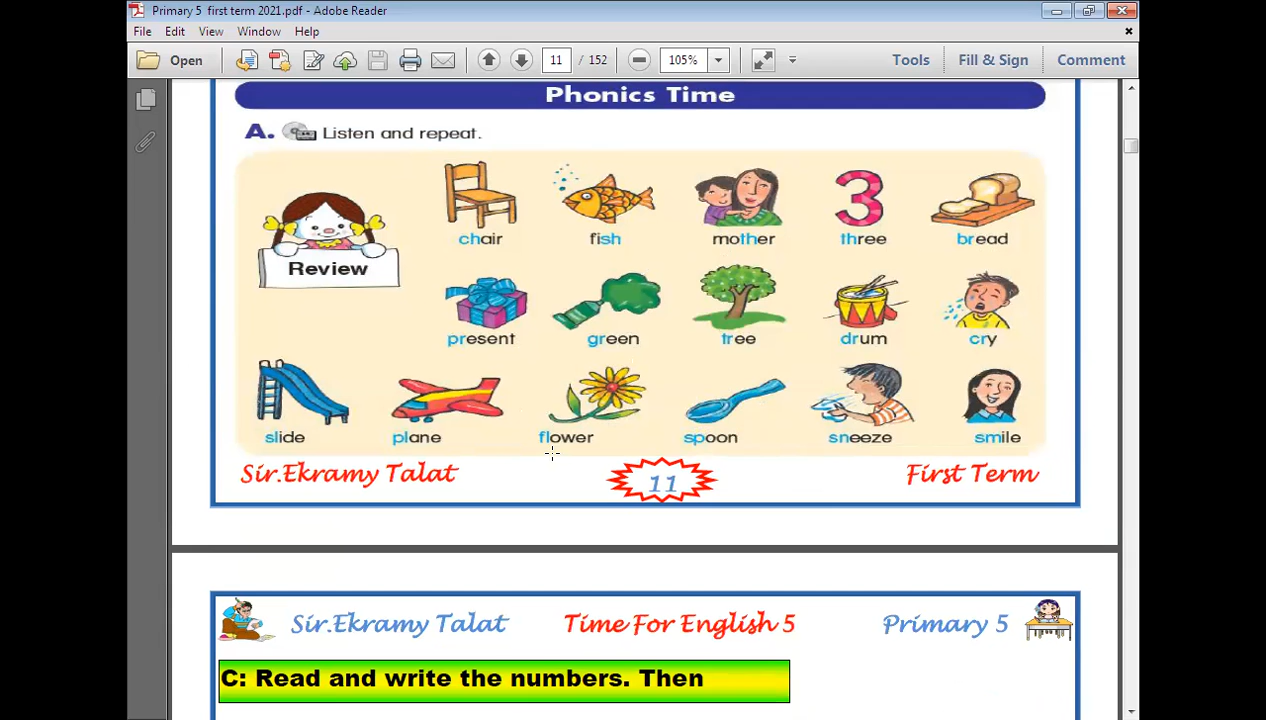 Primary 5 first term 2021.pdf - Adobe Reader
File Edit View Window Help
Open 11 / 152 105% Tools Fill & Sign Comment
Phonics Time
A. Listen and repeat.
Review
chair fish mother three bread
present green tree drum cry
slide plane flower spoon sneeze smile
Sir.Ekramy Talat 11 First Term
Sir.Ekramy Talat Time For English 5 Primary 5
C: Read and write the numbers. Then